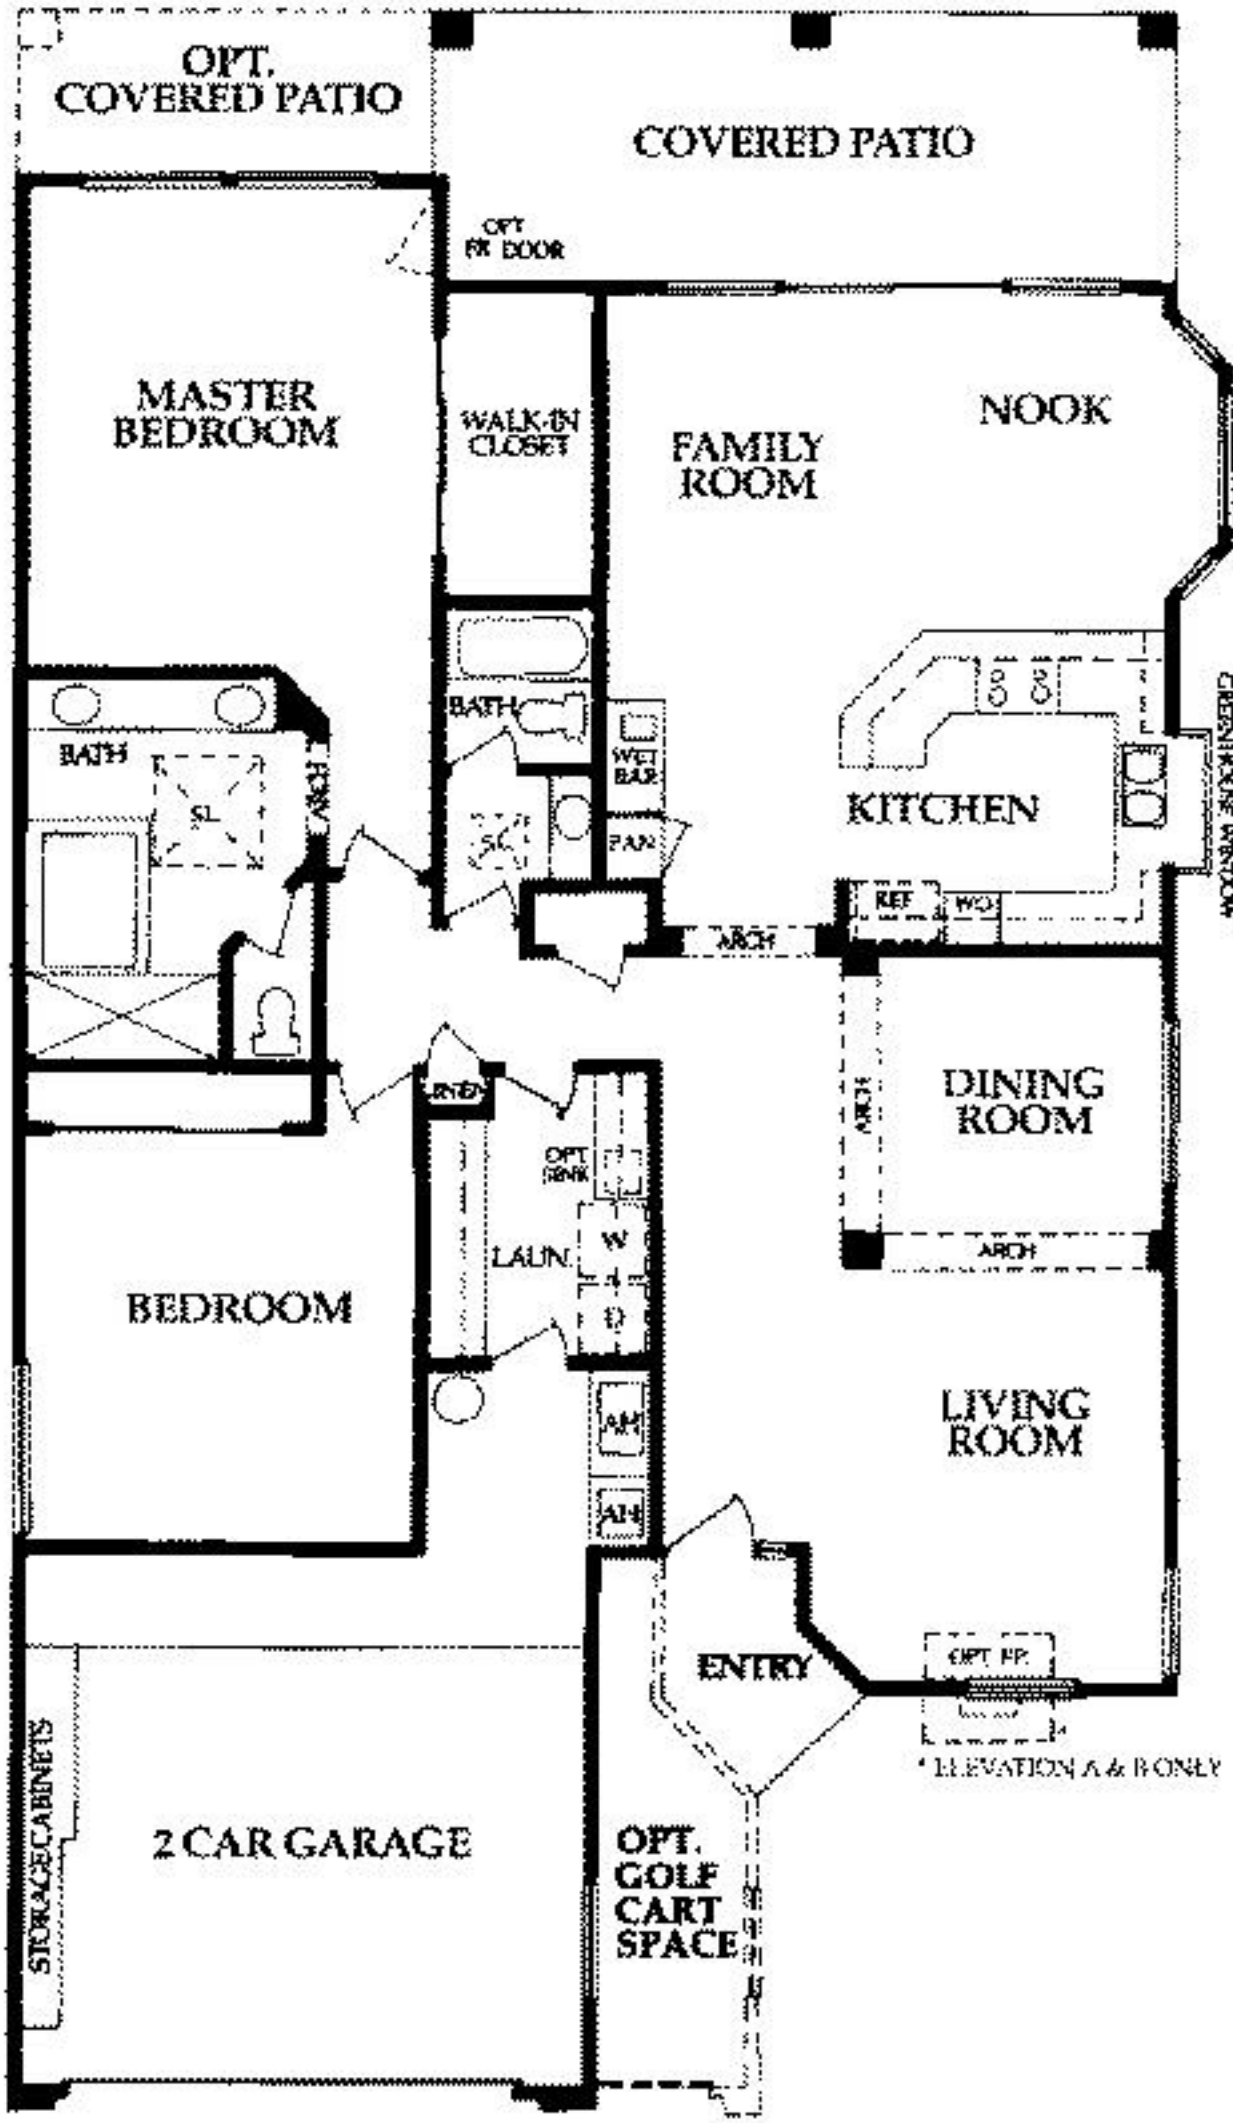 OPT.
COVERED PATIO
COVERED PATIO
OPT
FR DOOR
MASTER
BEDROOM
WALK-IN
CLOSET
FAMILY
ROOM
NOOK
BATH
WET
BAR
PAN
KITCHEN
GREENHOUSE WINDOW
BATH
SL
ARCH
REF
WO
ARCH
DINING
ROOM
ARCH
ARCH
OPT
SINK
W
LAUN.
D
BEDROOM
LIVING
ROOM
AH
AH
ENTRY
OPT. FP.
* ELEVATION A & B ONLY
STORAGE CABINETS
2 CAR GARAGE
OPT.
GOLF
CART
SPACE